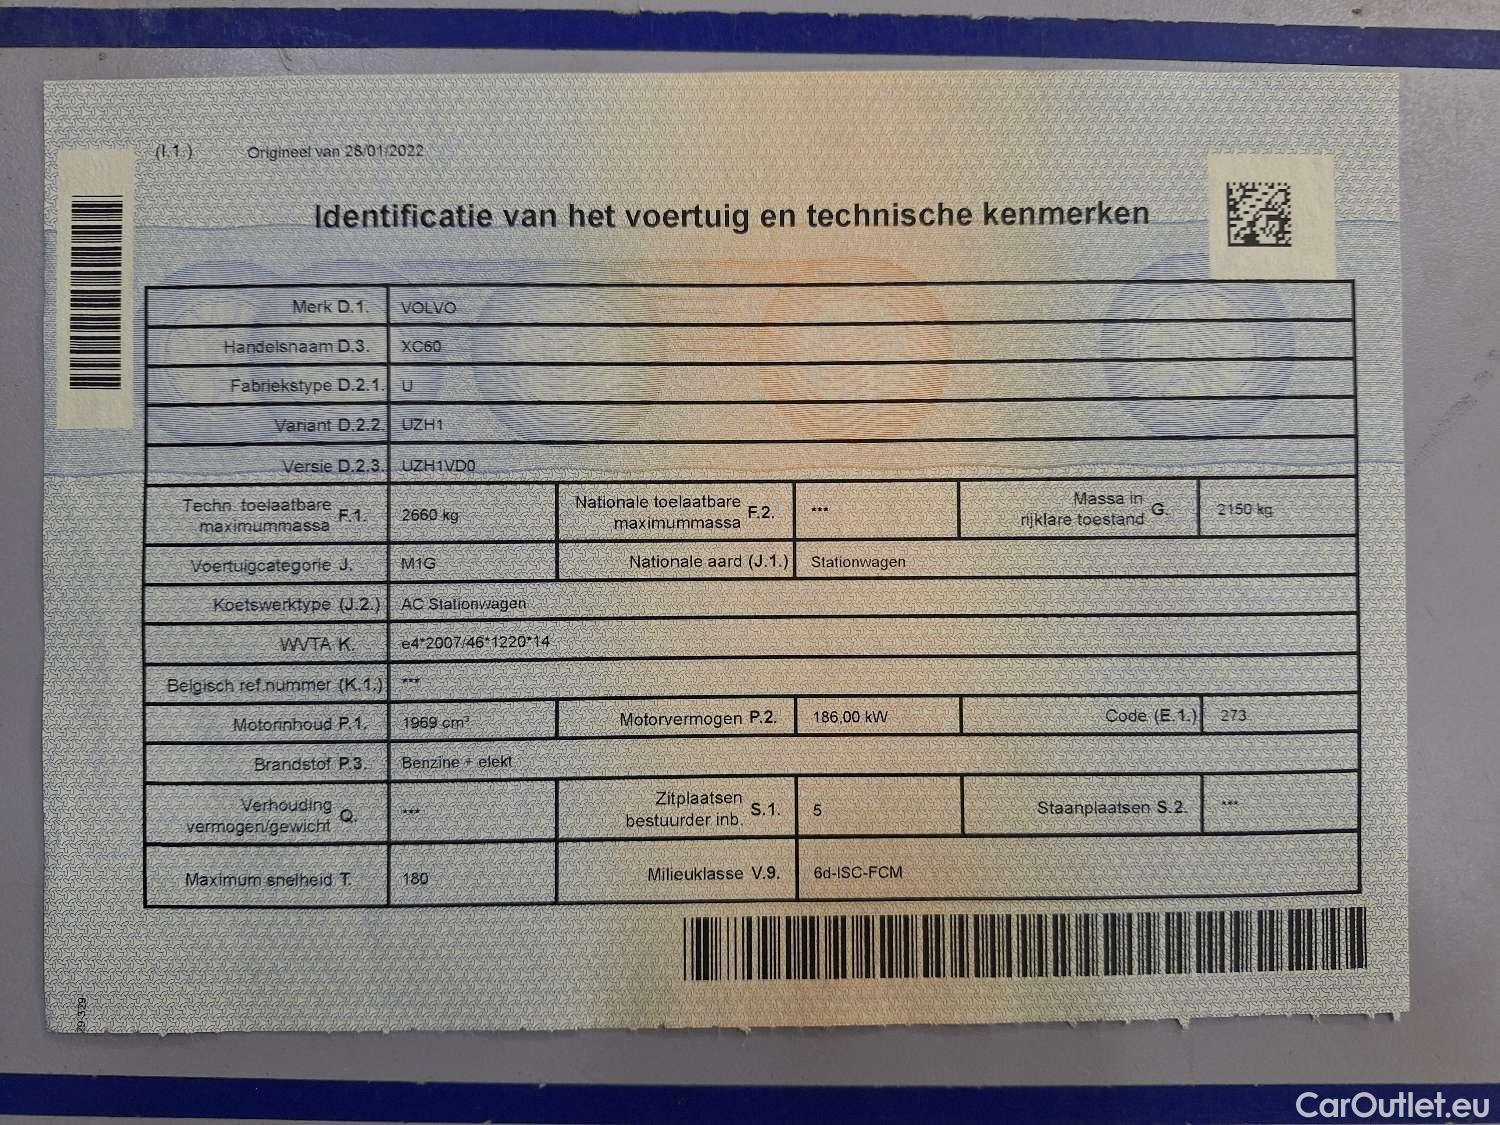 (I.1.) Origineel van 28/01/2022
Identificatie van het voertuig en technische kenmerken
Merk D.1. VOLVO
Handelsnaam D.3. XC60
Fabriekstype D.2.1. U
Variant D.2.2. UZH1
Versie D.2.3. UZH1VD0
Techn. toelaatbare maximummassa F.1. 2660 kg Nationale toelaatbare maximummassa F.2. *** Massa in rijklare toestand G. 2150 kg
Voertuigcategorie J. M1G Nationale aard (J.1.) Stationwagen
Koetswerktype (J.2.) AC Stationwagen
WVTA K. e4*2007/46*1220*14
Belgisch ref.nummer (K.1.) ***
Motorinhoud P.1. 1969 cm³ Motorvermogen P.2. 186,00 kW Code (E.1.) 273
Brandstof P.3. Benzine + elekt
Verhouding vermogen/gewicht Q. *** Zitplaatsen bestuurder inb. S.1. 5 Staanplaatsen S.2. ***
Maximum snelheid T. 180 Milieuklasse V.9. 6d-ISC-FCM
29-329
CarOutlet.eu